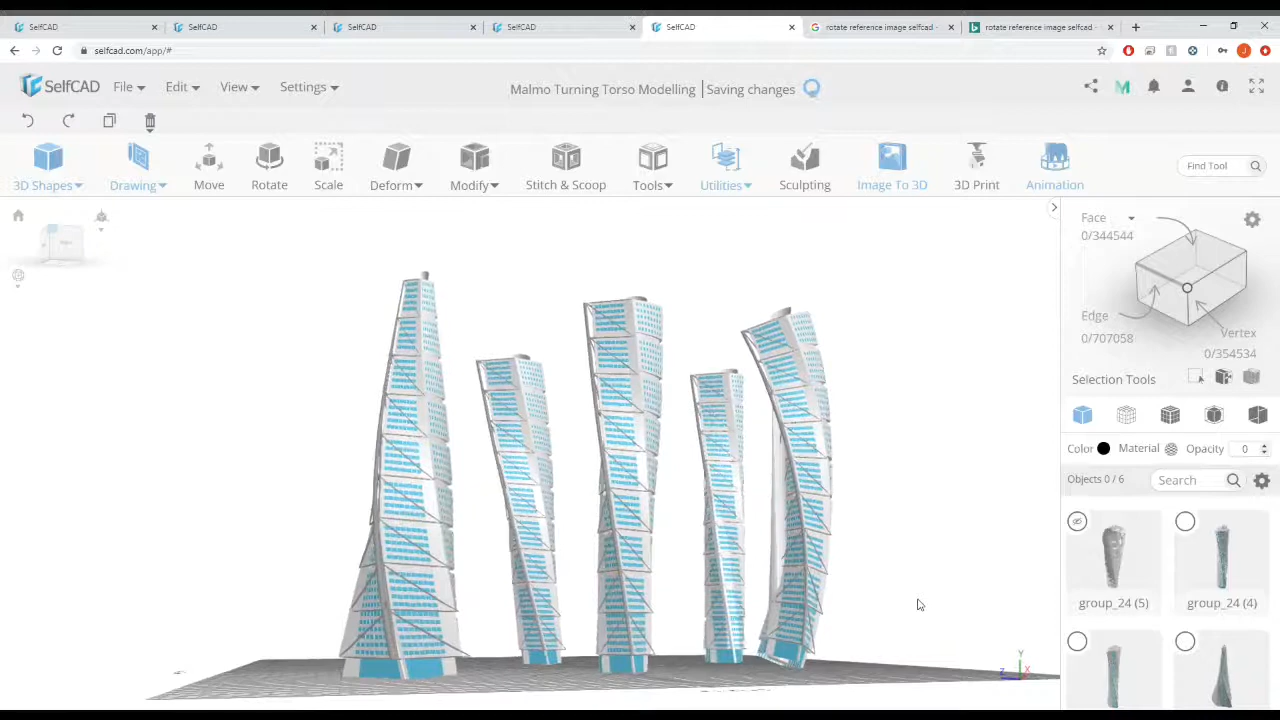 SelfCAD
SelfCAD
SelfCAD
SelfCAD
SelfCAD
rotate reference image selfcad -
rotate reference image selfcad -
selfcad.com/app/#
J
SelfCAD
File
Edit
View
Settings
Malmo Turning Torso Modelling
Saving changes
3D Shapes
Drawing
Move
Rotate
Scale
Deform
Modify
Stitch & Scoop
Tools
Utilities
Sculpting
Image To 3D
3D Print
Animation
Find Tool
Face
0/344544
Edge
0/707058
Vertex
0/354534
Selection Tools
Color
Material
Opacity
0
Objects 0 / 6
Search
group_24 (5)
group_24 (4)
Y
Z
X